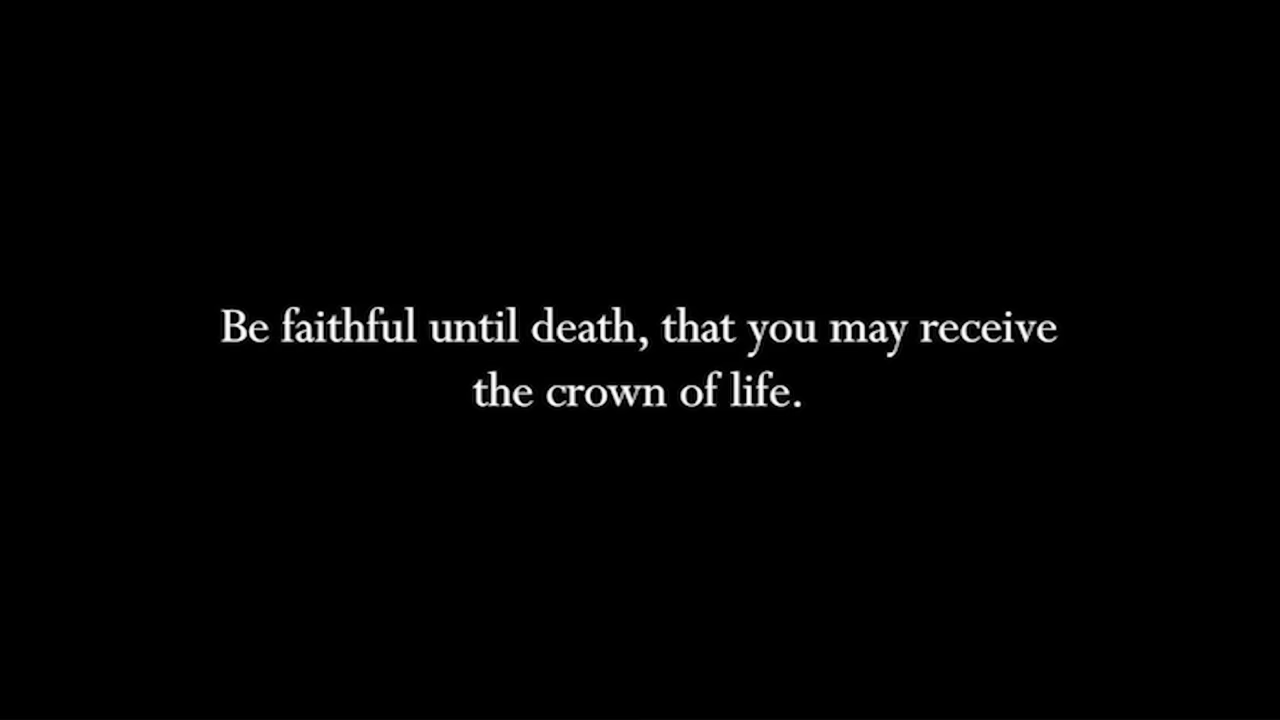 Be faithful until death, that you may receive
the crown of life.